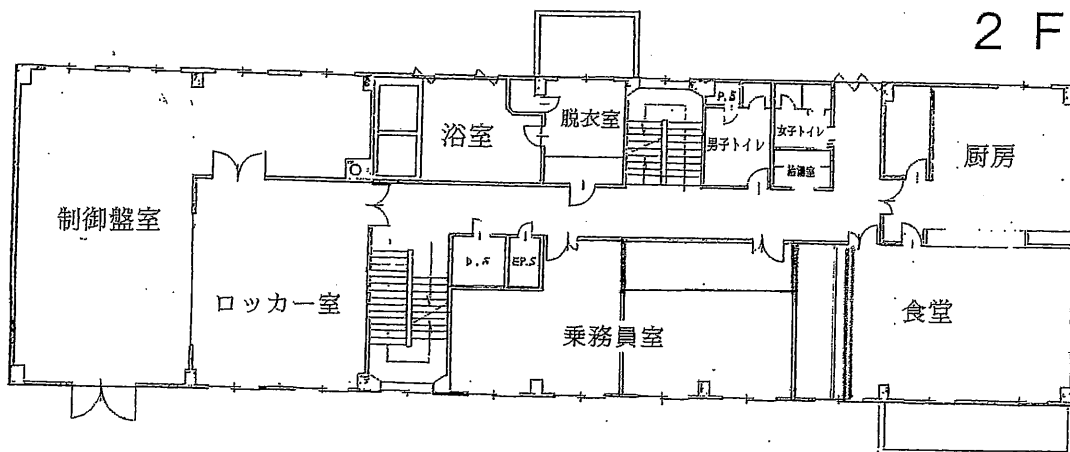 ２Ｆ
P.S
脱衣室
女子トイレ
浴室
男子トイレ
厨房
給湯室
制御盤室
D.S
EP.S
ロッカー室
食堂
乗務員室